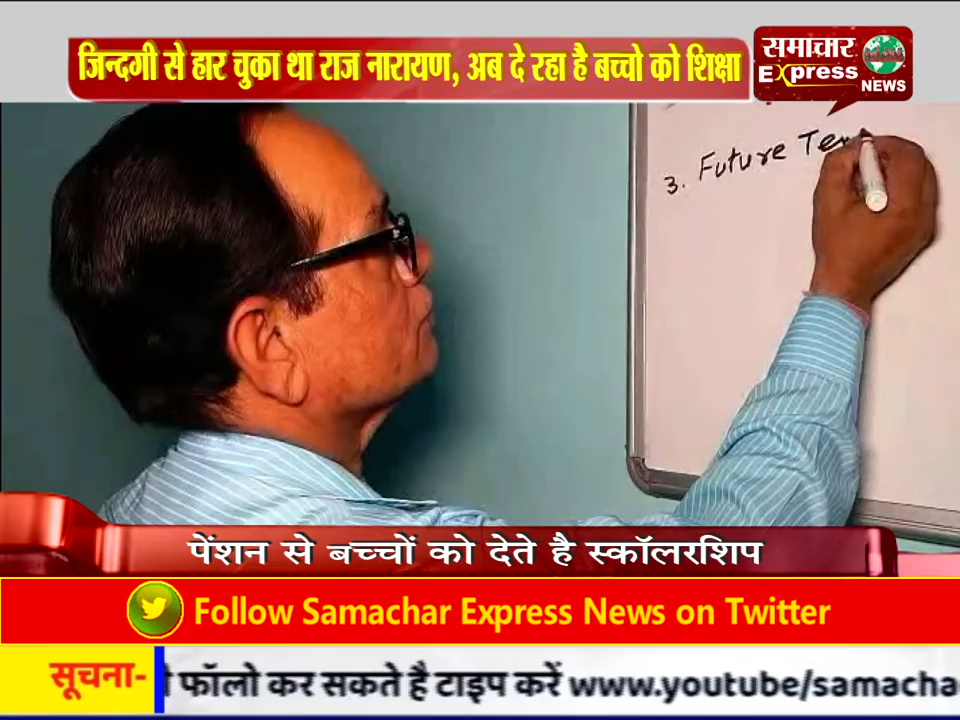 जिन्दगी से हार चुका था राज नारायण, अब दे रहा है बच्चो को शिक्षा
समाचार
Express
NEWS
3. Future Ten
पेंशन से बच्चों को देते है स्कॉलरशिप
Follow Samachar Express News on Twitter
सूचना- फॉलो कर सकते है टाइप करें www.youtube/samacha